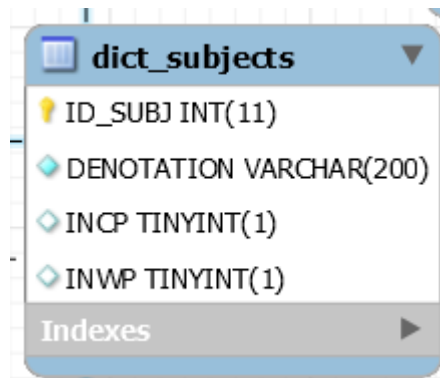 dict_subjects
ID_SUBJ INT(11)
DENOTATION VARCHAR(200)
INCP TINYINT(1)
INWP TINYINT(1)
Indexes